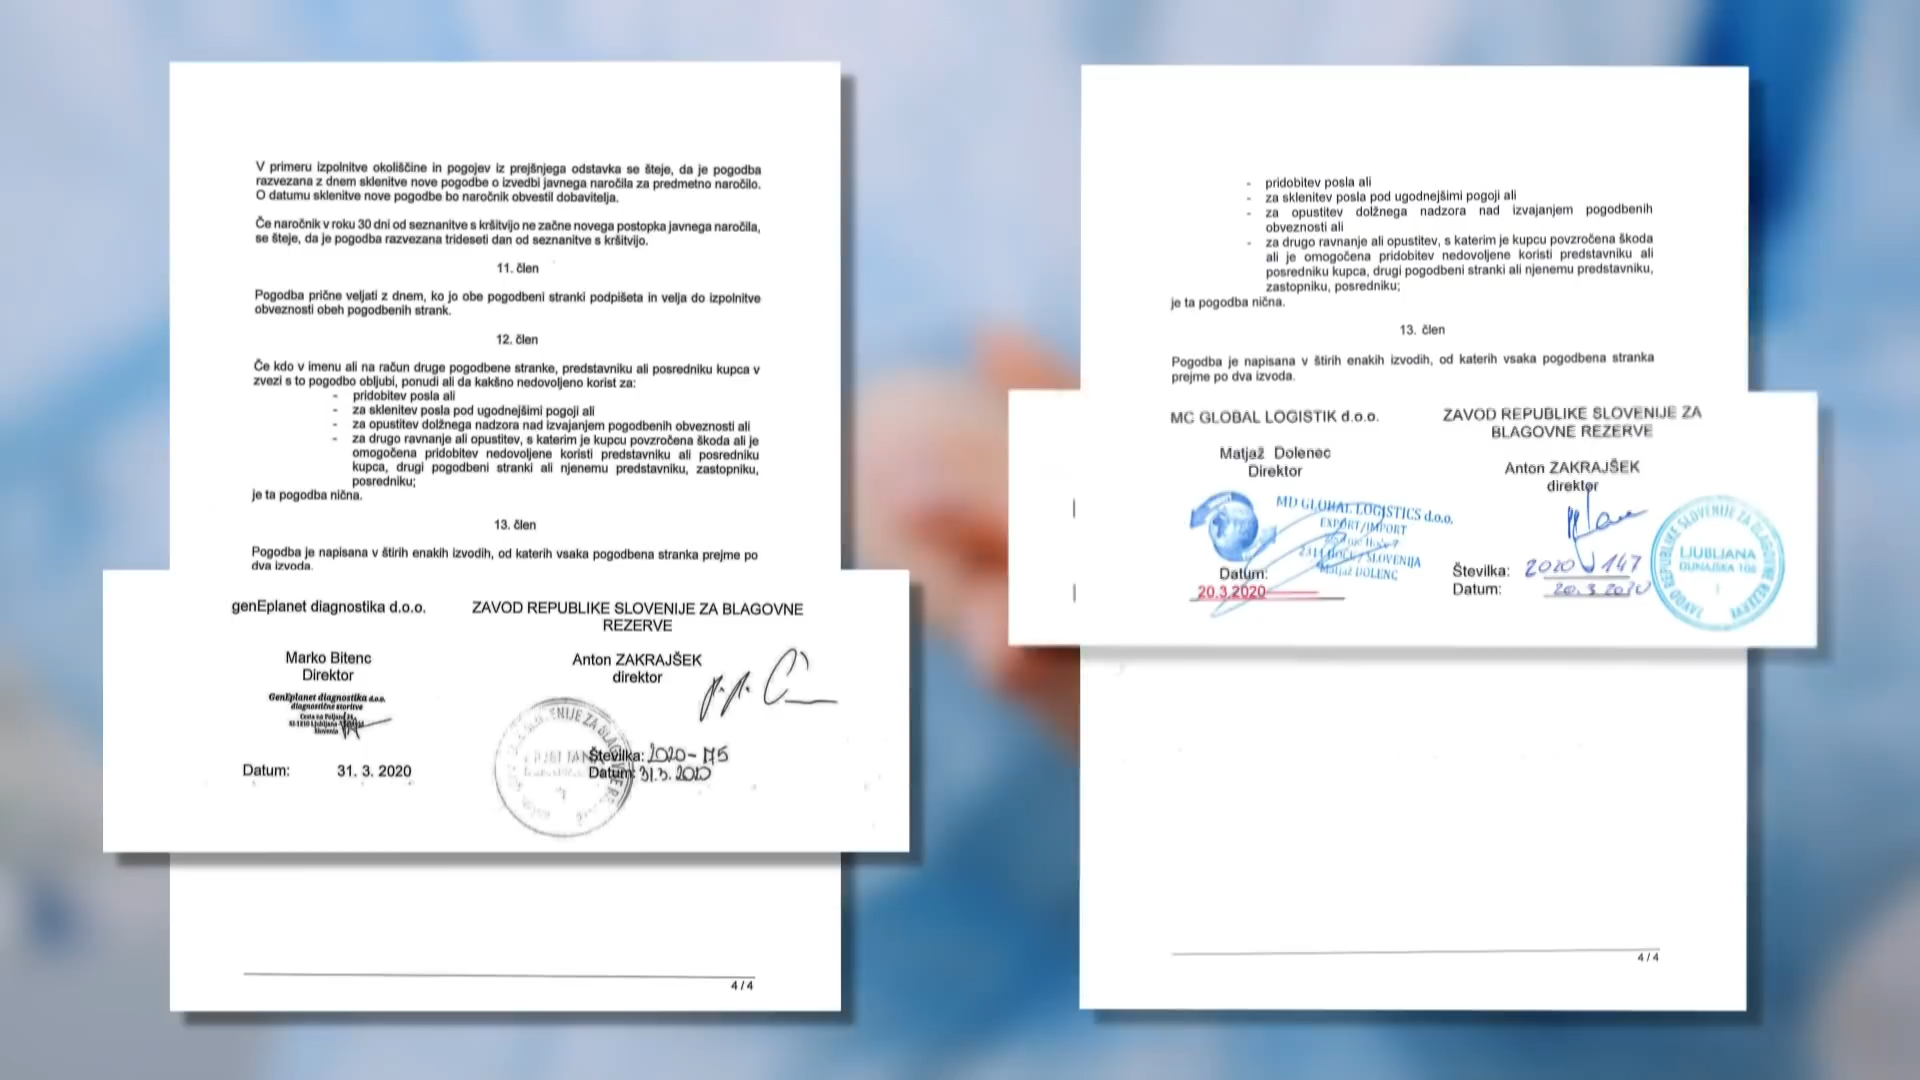 V primeru izpolnitve okoliščine in pogojev iz prejšnjega odstavka se šteje, da je pogodba
razvezana z dnem sklenitve nove pogodbe o izvedbi javnega naročila za predmetno naročilo.
O datumu sklenitve nove pogodbe bo naročnik obvestil dobavitelja.
Če naročnik v roku 30 dni od seznanitve s kršitvijo ne začne novega postopka javnega naročila,
se šteje, da je pogodba razvezana trideseti dan od seznanitve s kršitvijo.
11. člen
Pogodba prične veljati z dnem, ko jo obe pogodbeni stranki podpišeta in velja do izpolnitve
obveznosti obeh pogodbenih strank.
12. člen
Če kdo v imenu ali na račun druge pogodbene stranke, predstavniku ali posredniku kupca v
zvezi s to pogodbo obljubi, ponudi ali da kakšno nedovoljeno korist za:
- pridobitev posla ali
- za sklenitev posla pod ugodnejšimi pogoji ali
- za opustitev dolžnega nadzora nad izvajanjem pogodbenih obveznosti ali
- za drugo ravnanje ali opustitev, s katerim je kupcu povzročena škoda ali je
omogočena pridobitev nedovoljene koristi predstavniku ali posredniku
kupca, drugi pogodbeni stranki ali njenemu predstavniku, zastopniku,
posredniku;
je ta pogodba nična.
13. člen
Pogodba je napisana v štirih enakih izvodih, od katerih vsaka pogodbena stranka prejme po
dva izvoda.
genEplanet diagnostika d.o.o.
Marko Bitenc
Direktor
GenEplanet diagnostika d.o.o.
diagnostične storitve
Datum: 31. 3. 2020
ZAVOD REPUBLIKE SLOVENIJE ZA BLAGOVNE
REZERVE
Anton ZAKRAJŠEK
direktor
p.p.
Številka: 2020-175
Datum: 31.3.2020
4 / 4
- pridobitev posla ali
- za sklenitev posla pod ugodnejšimi pogoji ali
- za opustitev dolžnega nadzora nad izvajanjem pogodbenih
obveznosti ali
- za drugo ravnanje ali opustitev, s katerim je kupcu povzročena škoda
ali je omogočena pridobitev nedovoljene koristi predstavniku ali
posredniku kupca, drugi pogodbeni stranki ali njenemu predstavniku,
zastopniku, posredniku;
je ta pogodba nična.
13. člen
Pogodba je napisana v štirih enakih izvodih, od katerih vsaka pogodbena stranka
prejme po dva izvoda.
MC GLOBAL LOGISTIK d.o.o.
Matjaž Dolenec
Direktor
MD GLOBAL LOGISTICS d.o.o.
EXPORT/IMPORT
SLOVENIJA
Matjaž DOLENC
Datum:
20.3.2020
ZAVOD REPUBLIKE SLOVENIJE ZA
BLAGOVNE REZERVE
Anton ZAKRAJŠEK
direktor
Številka: 2020 147
Datum: 20.3.2020
LJUBLJANA
DUNAJSKA 106
4 / 4